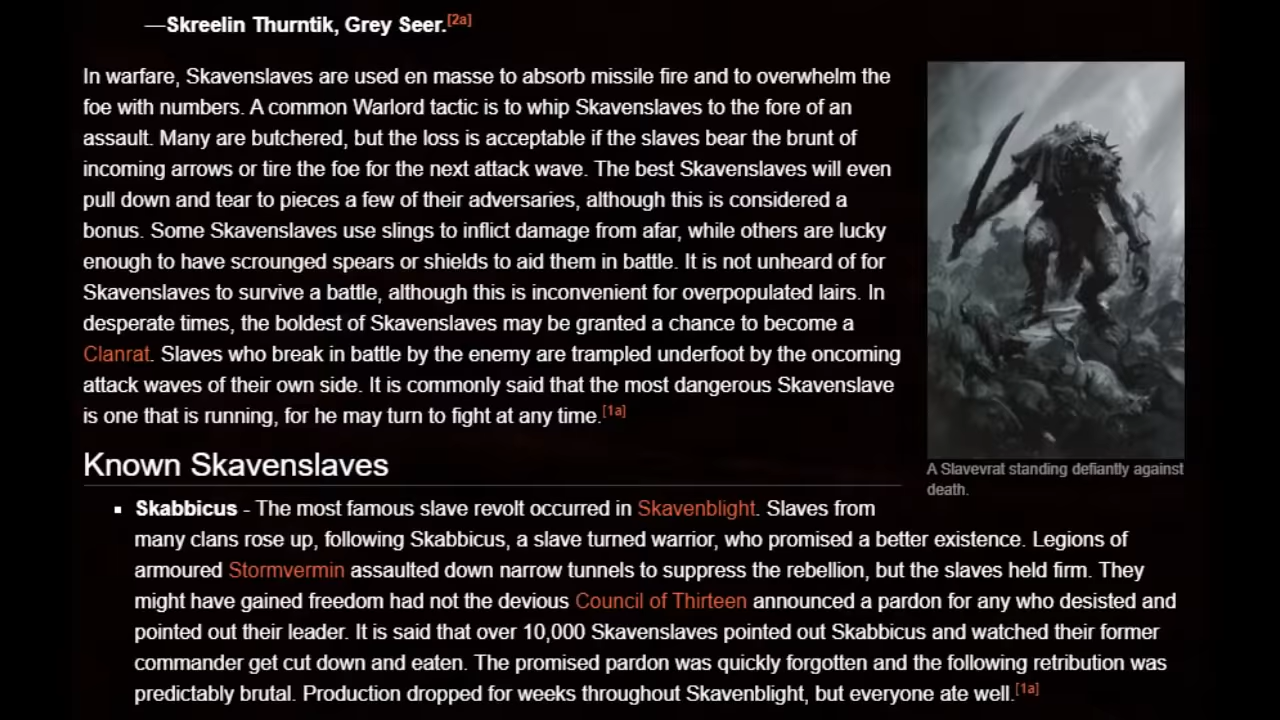 —Skreelin Thurntik, Grey Seer.[2a]
In warfare, Skavenslaves are used en masse to absorb missile fire and to overwhelm the
foe with numbers. A common Warlord tactic is to whip Skavenslaves to the fore of an
assault. Many are butchered, but the loss is acceptable if the slaves bear the brunt of
incoming arrows or tire the foe for the next attack wave. The best Skavenslaves will even
pull down and tear to pieces a few of their adversaries, although this is considered a
bonus. Some Skavenslaves use slings to inflict damage from afar, while others are lucky
enough to have scrounged spears or shields to aid them in battle. It is not unheard of for
Skavenslaves to survive a battle, although this is inconvenient for overpopulated lairs. In
desperate times, the boldest of Skavenslaves may be granted a chance to become a
Clanrat. Slaves who break in battle by the enemy are trampled underfoot by the oncoming
attack waves of their own side. It is commonly said that the most dangerous Skavenslave
is one that is running, for he may turn to fight at any time.[1a]
A Slavevrat standing defiantly against
death.
Known Skavenslaves
▪ Skabbicus - The most famous slave revolt occurred in Skavenblight. Slaves from
many clans rose up, following Skabbicus, a slave turned warrior, who promised a better existence. Legions of
armoured Stormvermin assaulted down narrow tunnels to suppress the rebellion, but the slaves held firm. They
might have gained freedom had not the devious Council of Thirteen announced a pardon for any who desisted and
pointed out their leader. It is said that over 10,000 Skavenslaves pointed out Skabbicus and watched their former
commander get cut down and eaten. The promised pardon was quickly forgotten and the following retribution was
predictably brutal. Production dropped for weeks throughout Skavenblight, but everyone ate well.[1a]